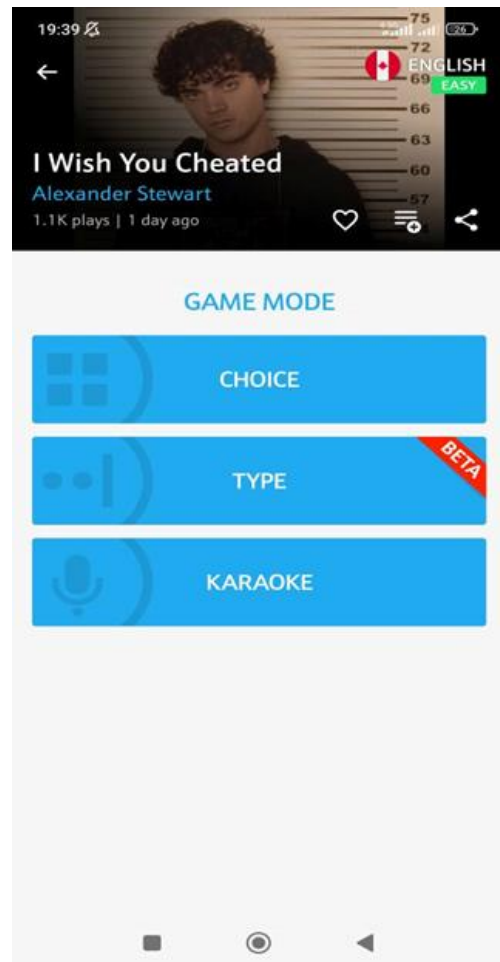 19:39
26
75
72
69
66
63
60
57
ENGLISH
EASY
I Wish You Cheated
Alexander Stewart
1.1K plays | 1 day ago
GAME MODE
CHOICE
TYPE
BETA
KARAOKE